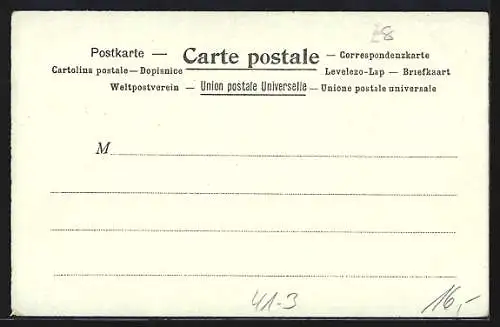 8
Postkarte — Carte postale — Correspondenzkarte
Cartolina postale—Dopisnice Levelezo-Lap — Briefkaart
Weltpostverein — Union postale Universelle — Unione postale universale
M
41-3
16,-